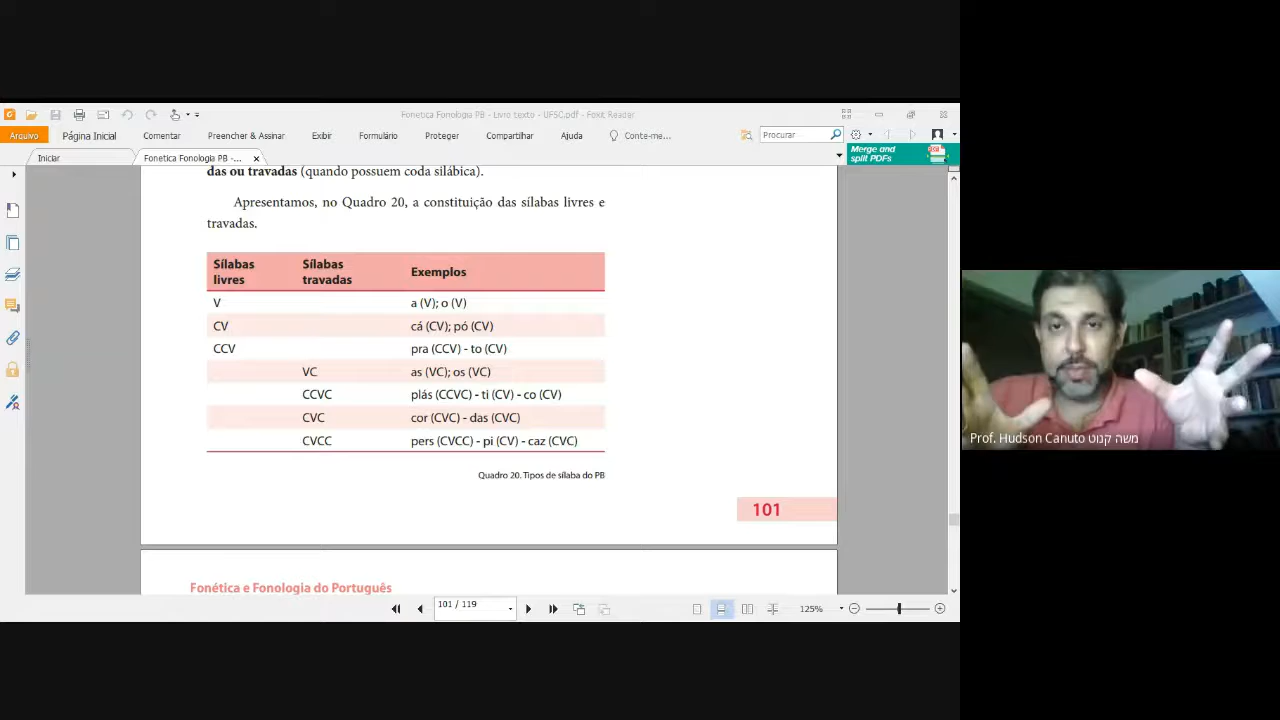 Fonetica Fonologia PB - Livro texto - UFSC.pdf - Foxit Reader
Arquivo Página Inicial Comentar Preencher & Assinar Exibir Formulário Proteger Compartilhar Ajuda Conte-me... Procurar
Iniciar Fonetica Fonologia PB -... Merge and
split PDFs
das ou travadas (quando possuem coda silábica).
Apresentamos, no Quadro 20, a constituição das sílabas livres e
travadas.
Sílabas livres Sílabas travadas Exemplos
V a (V); o (V)
CV cá (CV); pó (CV)
CCV pra (CCV) - to (CV)
VC as (VC); os (VC)
CCVC plás (CCVC) - ti (CV) - co (CV)
CVC cor (CVC) - das (CVC)
CVCC pers (CVCC) - pi (CV) - caz (CVC)
Quadro 20. Tipos de sílaba do PB
101
Fonética e Fonologia do Português
101 / 119 125%
Prof. Hudson Canuto משה קנוט